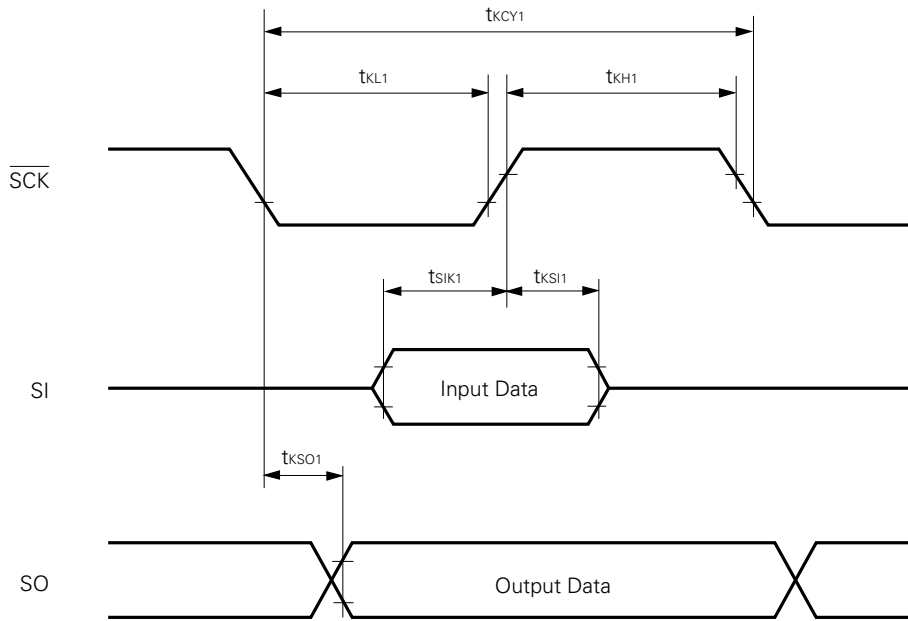 tKCY1
tKL1
tKH1
SCK
tSIK1
tKSI1
SI
Input Data
tKSO1
SO
Output Data